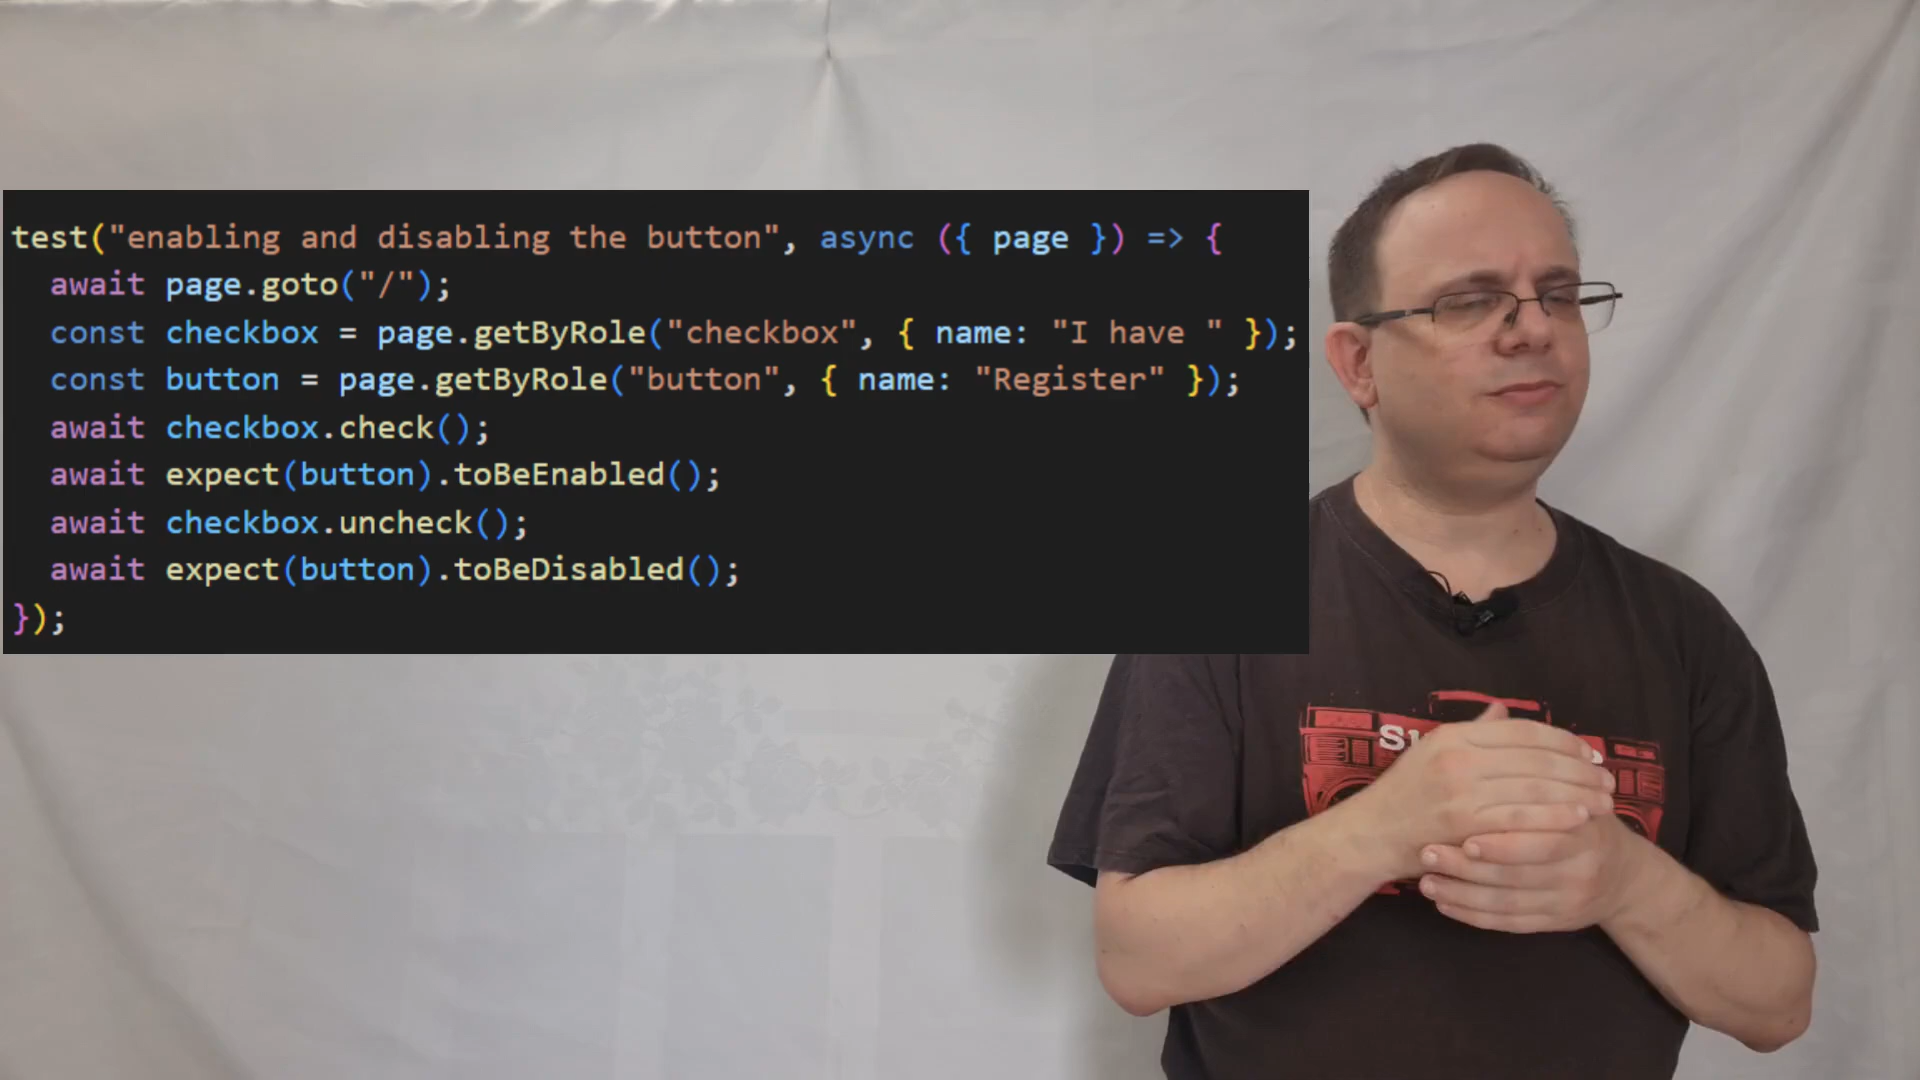 test("enabling and disabling the button", async ({ page }) => {
  await page.goto("/");
  const checkbox = page.getByRole("checkbox", { name: "I have " });
  const button = page.getByRole("button", { name: "Register" });
  await checkbox.check();
  await expect(button).toBeEnabled();
  await checkbox.uncheck();
  await expect(button).toBeDisabled();
});